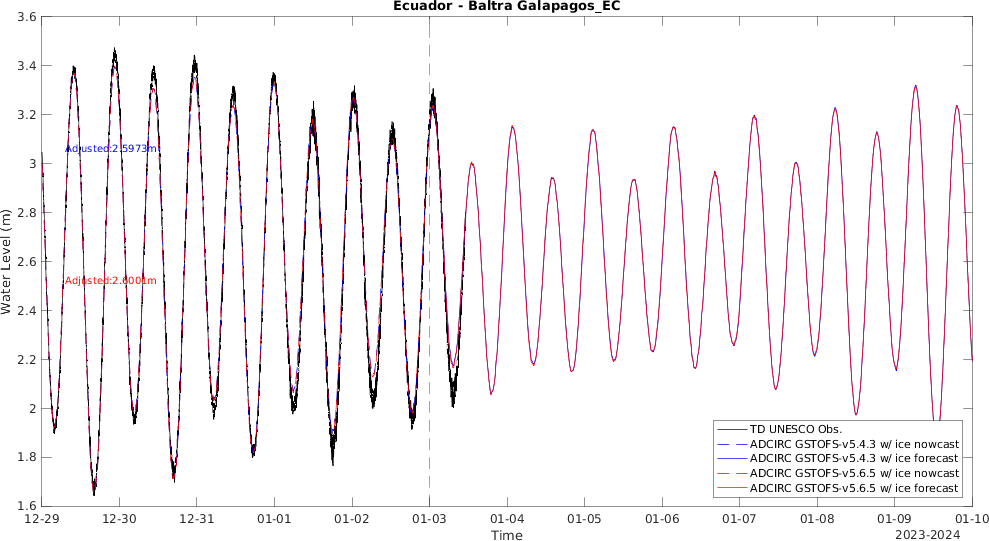 Ecuador - Baltra Galapagos_EC
3.6
3.4
3.2
3
2.8
2.6
2.4
2.2
2
1.8
1.6
Water Level (m)
Adjusted:2.5973m
Adjusted:2.6001m
TD UNESCO Obs.
ADCIRC GSTOFS-v5.4.3 w/ ice nowcast
ADCIRC GSTOFS-v5.4.3 w/ ice forecast
ADCIRC GSTOFS-v5.6.5 w/ ice nowcast
ADCIRC GSTOFS-v5.6.5 w/ ice forecast
12-29 12-30 12-31 01-01 01-02 01-03 01-04 01-05 01-06 01-07 01-08 01-09 01-10
Time
2023-2024